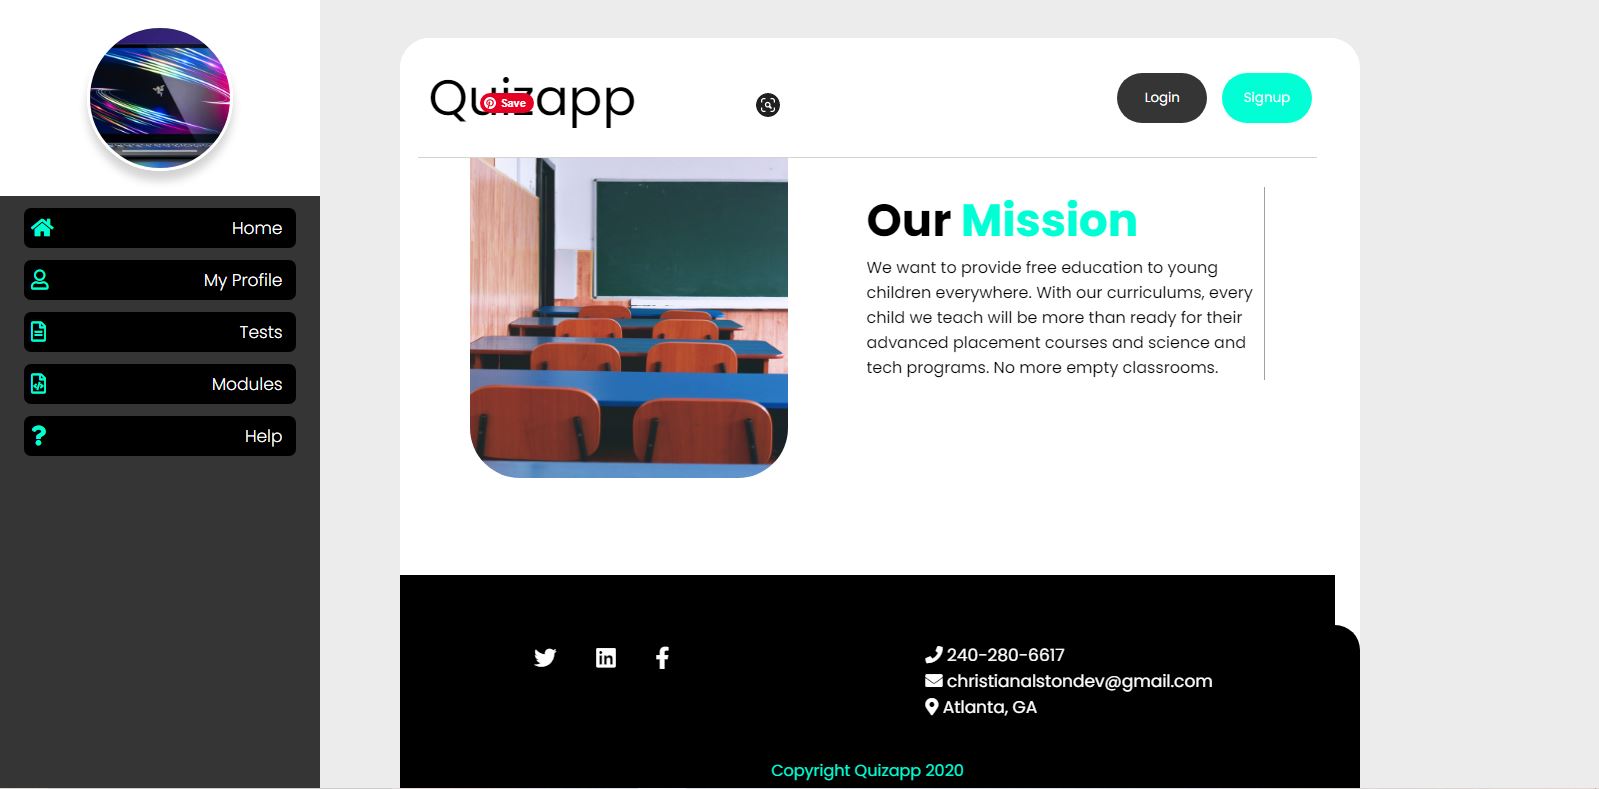 Quizapp
Save
Login
Signup
Home
My Profile
Tests
Modules
Help
Our Mission
We want to provide free education to young
children everywhere. With our curriculums, every
child we teach will be more than ready for their
advanced placement courses and science and
tech programs. No more empty classrooms.
240-280-6617
christianalstondev@gmail.com
Atlanta, GA
Copyright Quizapp 2020